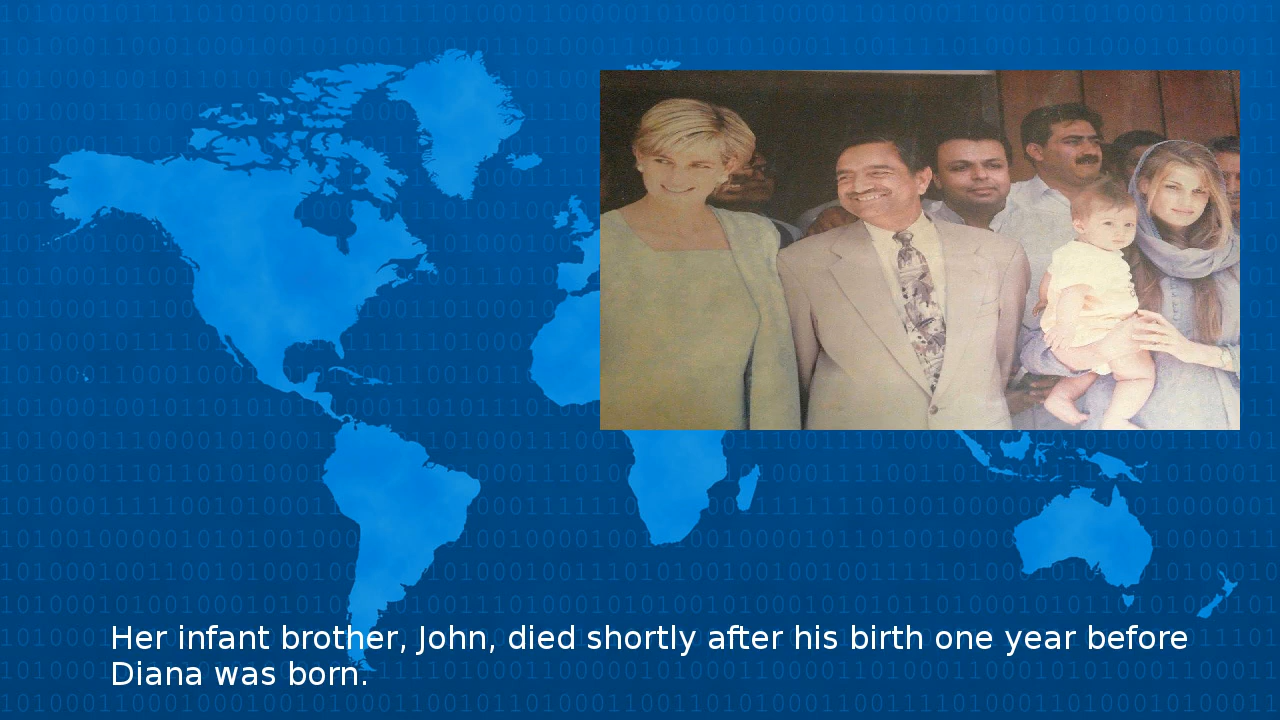 Her infant brother, John, died shortly after his birth one year before
Diana was born.